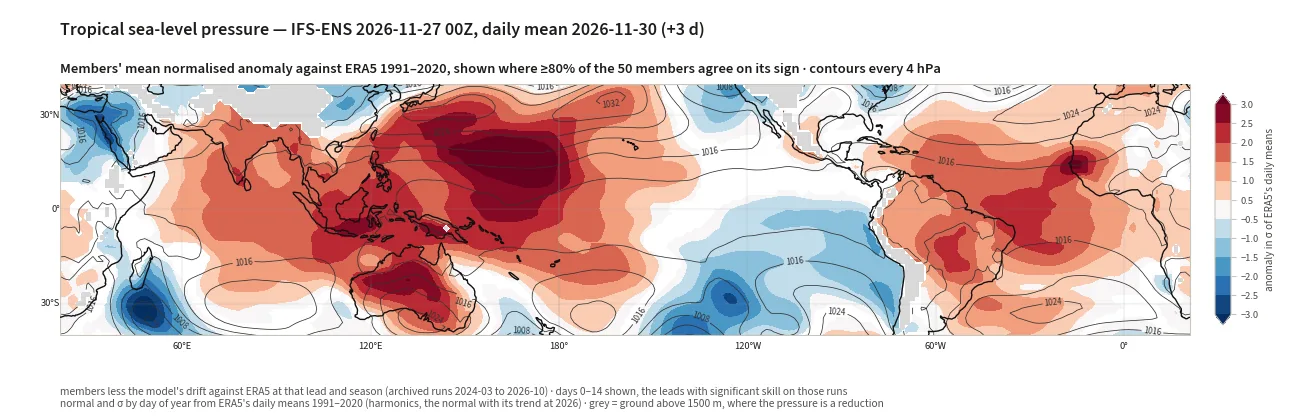 Tropical sea-level pressure — IFS-ENS 2026-11-27 00Z, daily mean 2026-11-30 (+3 d)
Members' mean normalised anomaly against ERA5 1991–2020, shown where ≥80% of the 50 members agree on its sign · contours every 4 hPa
1016 1016 1008 1008 1016
30°N 1016 1016 1032 1016 1024 1024
1016 1016
0°
1016 1016 1016
30°S 1016 1008 1016 1024 1008 1016 1008 1024 1024 1016
60°E 120°E 180° 120°W 60°W 0°
3.0
2.5
2.0
1.5
1.0
0.5
−0.5
−1.0
−1.5
−2.0
−2.5
−3.0
anomaly in σ of ERA5's daily means
members less the model's drift against ERA5 at that lead and season (archived runs 2024-03 to 2026-10) · days 0–14 shown, the leads with significant skill on those runs
normal and σ by day of year from ERA5's daily means 1991–2020 (harmonics, the normal with its trend at 2026) · grey = ground above 1500 m, where the pressure is a reduction